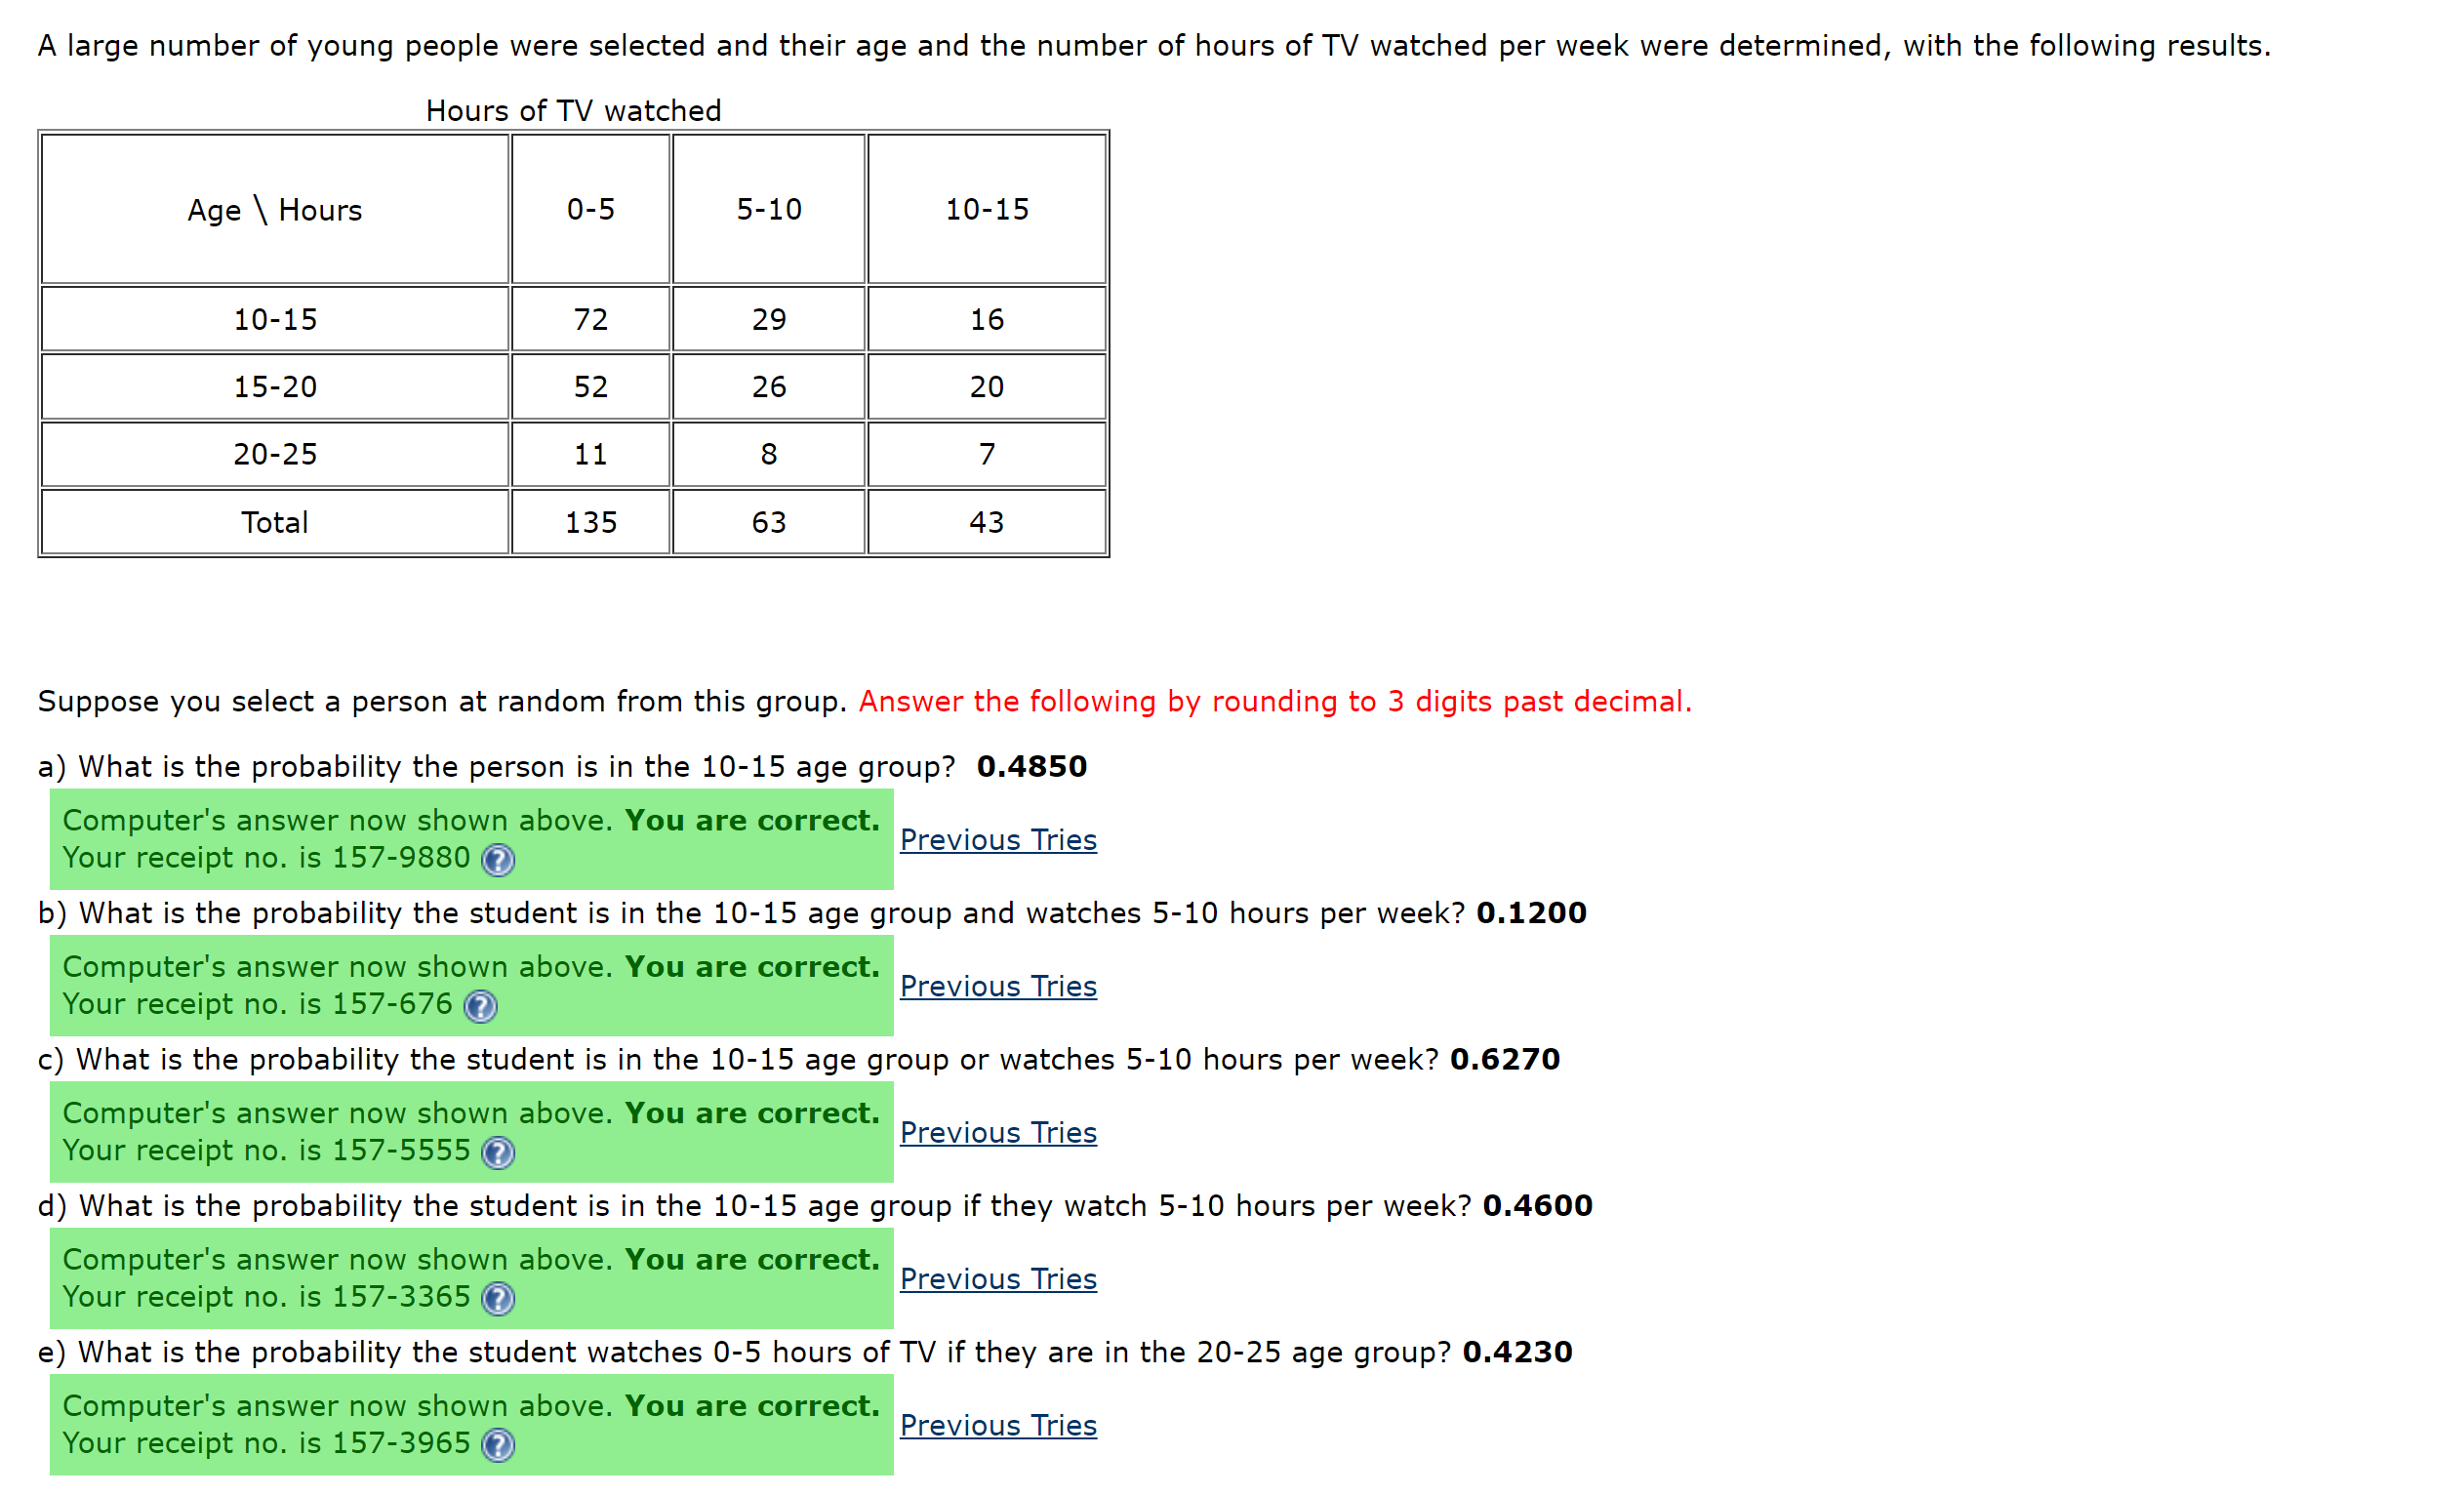 A large number of young people were selected and their age and the number of hours of TV watched per week were determined, with the following results.
Hours of TV watched
Age \ Hours 0-5 5-10 10-15
10-15 72 29 16
15-20 52 26 20
20-25 11 8 7
Total 135 63 43
Suppose you select a person at random from this group. Answer the following by rounding to 3 digits past decimal.
a) What is the probability the person is in the 10-15 age group? 0.4850
Computer's answer now shown above. You are correct.
Your receipt no. is 157-9880 ?
Previous Tries
b) What is the probability the student is in the 10-15 age group and watches 5-10 hours per week? 0.1200
Computer's answer now shown above. You are correct.
Your receipt no. is 157-676 ?
Previous Tries
c) What is the probability the student is in the 10-15 age group or watches 5-10 hours per week? 0.6270
Computer's answer now shown above. You are correct.
Your receipt no. is 157-5555 ?
Previous Tries
d) What is the probability the student is in the 10-15 age group if they watch 5-10 hours per week? 0.4600
Computer's answer now shown above. You are correct.
Your receipt no. is 157-3365 ?
Previous Tries
e) What is the probability the student watches 0-5 hours of TV if they are in the 20-25 age group? 0.4230
Computer's answer now shown above. You are correct.
Your receipt no. is 157-3965 ?
Previous Tries